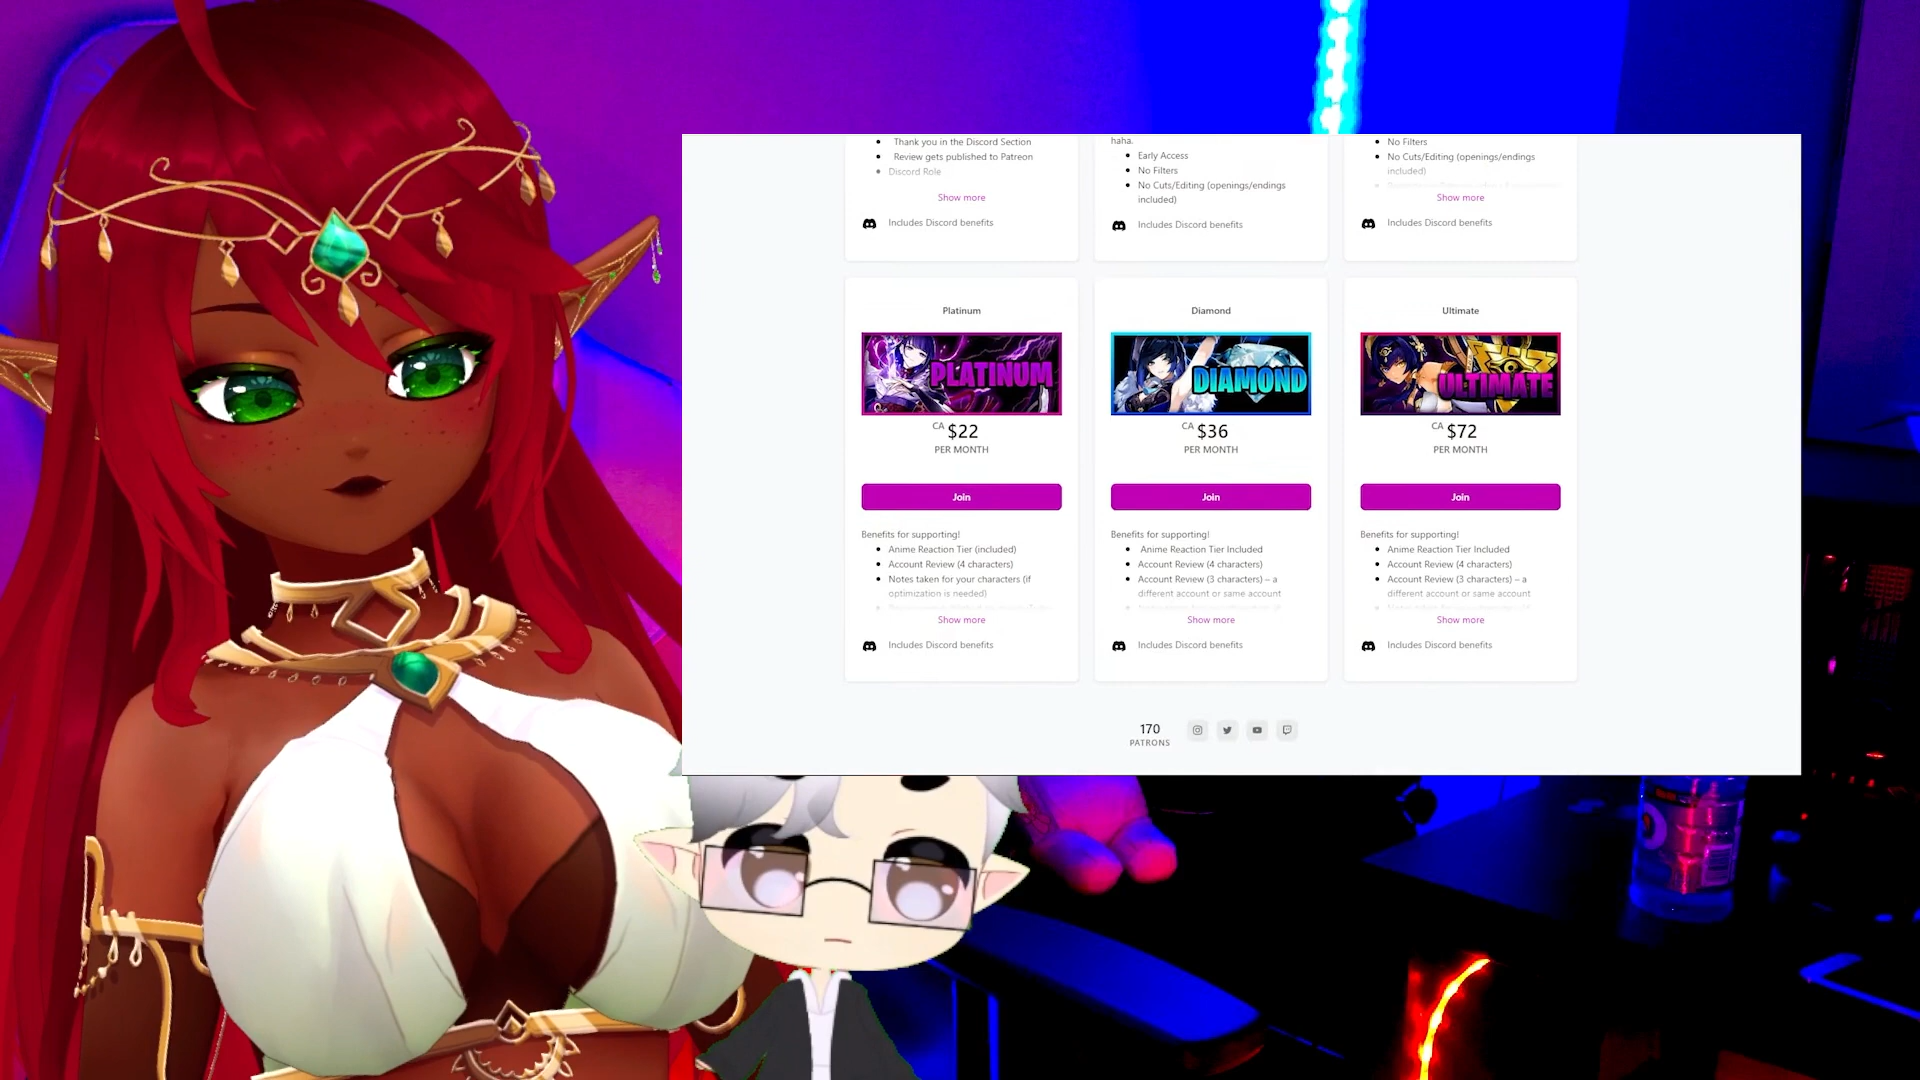 Thank you in the Discord Section
Review gets published to Patreon
Discord Role
Show more
Includes Discord benefits
haha.
Early Access
No Filters
No Cuts/Editing (openings/endings
included)
Includes Discord benefits
No Filters
No Cuts/Editing (openings/endings
included)
Show more
Includes Discord benefits
Platinum
PLATINUM
CA $22
PER MONTH
Join
Benefits for supporting!
Anime Reaction Tier (included)
Account Review (4 characters)
Notes taken for your characters (if
optimization is needed)
Show more
Includes Discord benefits
Diamond
DIAMOND
CA $36
PER MONTH
Join
Benefits for supporting!
Anime Reaction Tier Included
Account Review (4 characters)
Account Review (3 characters) – a
different account or same account
Show more
Includes Discord benefits
Ultimate
ULTIMATE
CA $72
PER MONTH
Join
Benefits for supporting!
Anime Reaction Tier Included
Account Review (4 characters)
Account Review (3 characters) – a
different account or same account
Show more
Includes Discord benefits
170
PATRONS